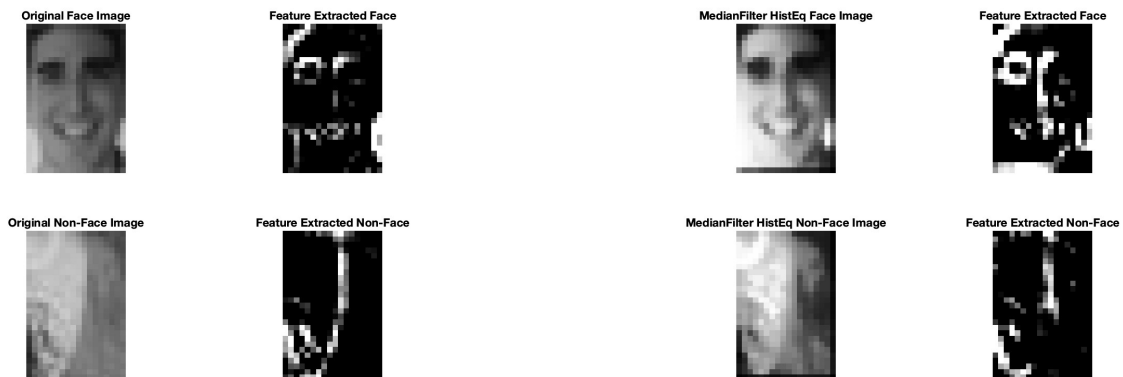 Original Face Image
Feature Extracted Face
MedianFilter HistEq Face Image
Feature Extracted Face
Original Non-Face Image
Feature Extracted Non-Face
MedianFilter HistEq Non-Face Image
Feature Extracted Non-Face